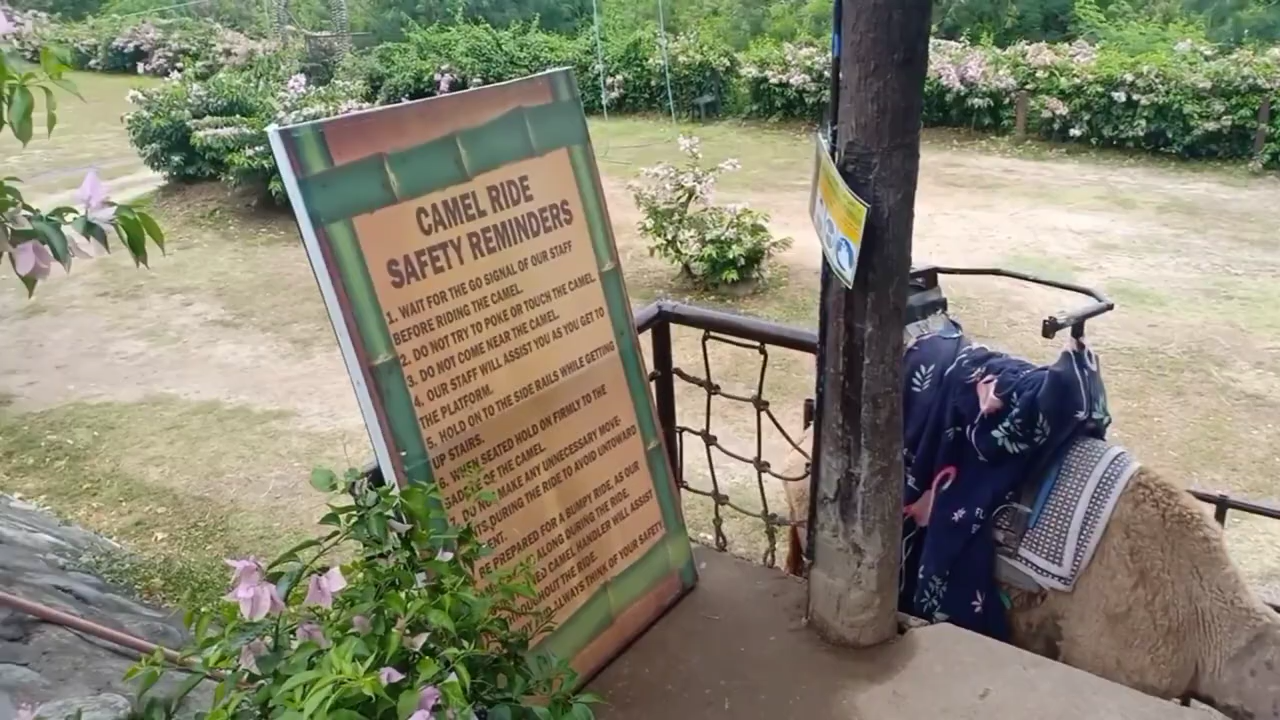 CAMEL RIDE
SAFETY REMINDERS
1. WAIT FOR THE GO SIGNAL OF OUR STAFF
BEFORE RIDING THE CAMEL.
2. DO NOT TRY TO POKE OR TOUCH THE CAMEL.
3. DO NOT COME NEAR THE CAMEL.
4. OUR STAFF WILL ASSIST YOU AS YOU GET TO
THE PLATFORM.
5. HOLD ON TO THE SIDE RAILS WHILE GETTING
UP STAIRS.
6. WHEN SEATED HOLD ON FIRMLY TO THE
SADDLE OF THE CAMEL.
7. DO NOT MAKE ANY UNNECESSARY MOVE-
NTS DURING THE RIDE TO AVOID UNTOWARD
ENT.
BE PREPARED FOR A BUMPY RIDE, AS OUR
ALONG DURING THE RIDE.
NED CAMEL HANDLER WILL ASSIST
THROUGHOUT THE RIDE.
ALWAYS THINK OF YOUR SAFETY